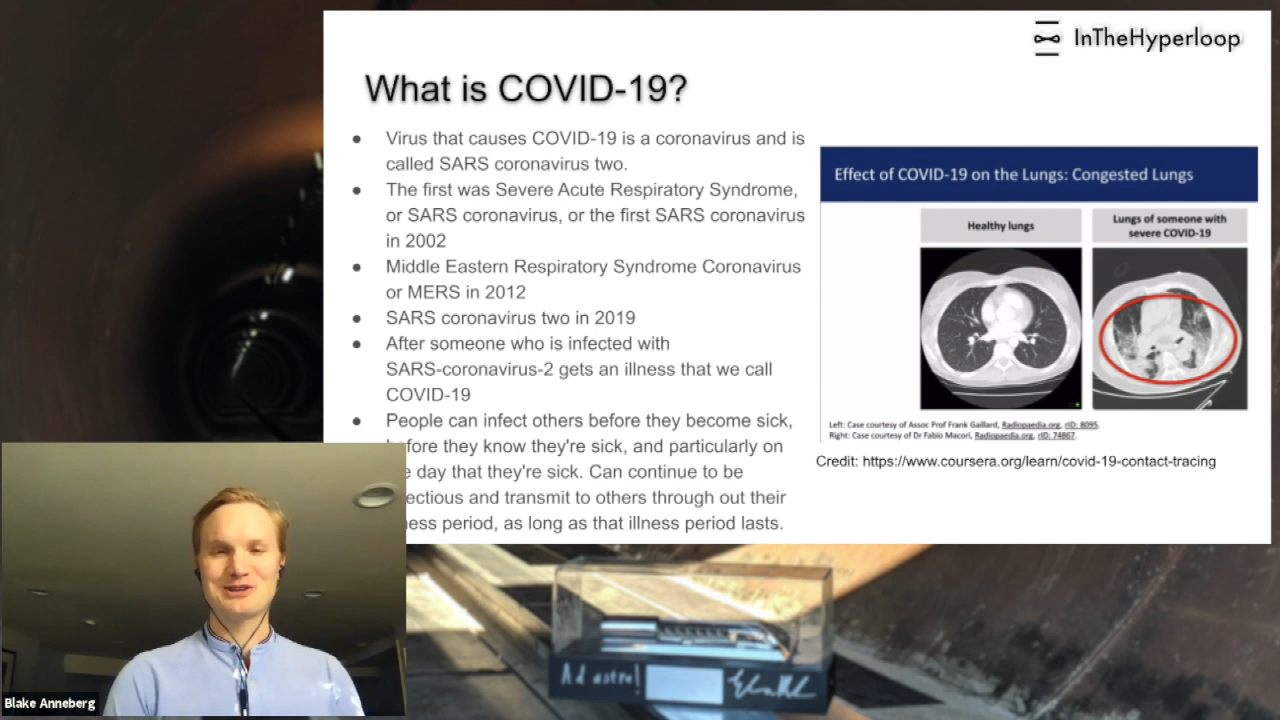 InTheHyperloop
What is COVID-19?
● Virus that causes COVID-19 is a coronavirus and is
called SARS coronavirus two.
● The first was Severe Acute Respiratory Syndrome,
or SARS coronavirus, or the first SARS coronavirus
in 2002
● Middle Eastern Respiratory Syndrome Coronavirus
or MERS in 2012
● SARS coronavirus two in 2019
● After someone who is infected with
SARS-coronavirus-2 gets an illness that we call
COVID-19
● People can infect others before they become sick,
fore they know they're sick, and particularly on
day that they're sick. Can continue to be
ectious and transmit to others through out their
ess period, as long as that illness period lasts.
Effect of COVID-19 on the Lungs: Congested Lungs
Healthy lungs
Lungs of someone with
severe COVID-19
Left: Case courtesy of Assoc Prof Frank Gaillard, Radiopaedia.org, rID: 8095.
Right: Case courtesy of Dr Fabio Macori, Radiopaedia.org, rID: 74867.
Credit: https://www.coursera.org/learn/covid-19-contact-tracing
Ad astra!
Blake Anneberg